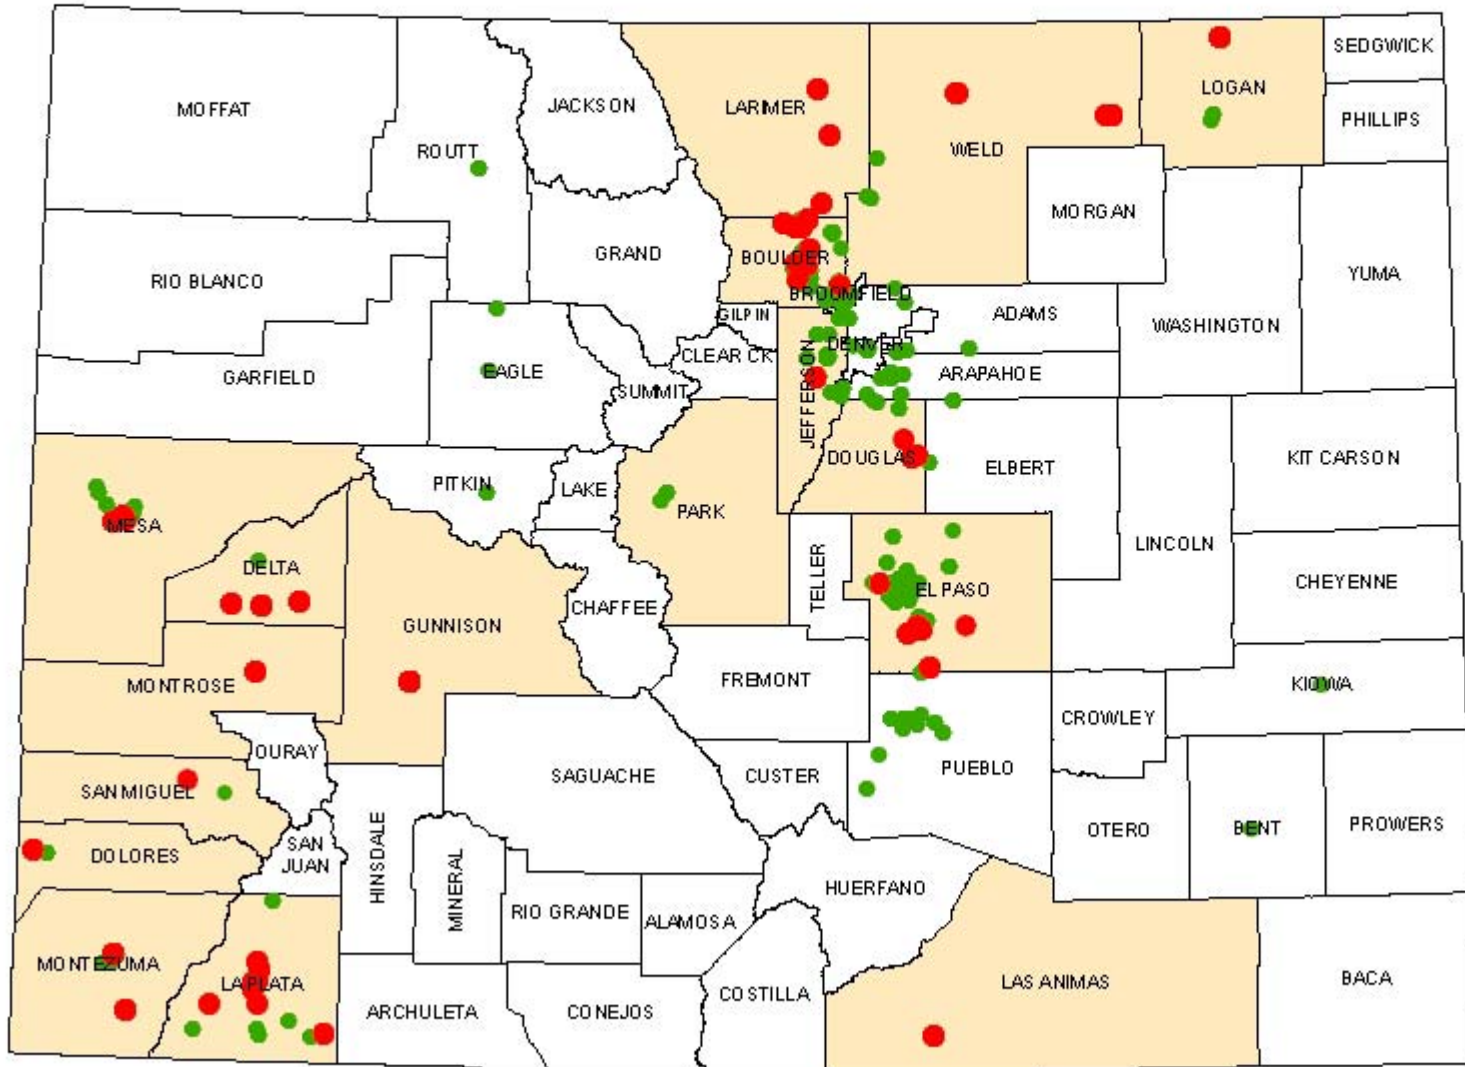 SEDGWICK
LOGAN
MOFFAT
JACKSON
LARIMER
PHILLIPS
ROUTT
WELD
MORGAN
GRAND
BOULDER
YUMA
RIO BLANCO
BROOMFIELD
GILPIN
ADAMS
WASHINGTON
DENVER
CLEAR CK
EAGLE
ARAPAHOE
GARFIELD
SUMMIT
JEFFERSON
DOUGLAS
KIT CARSON
ELBERT
PITKIN
LAKE
PARK
MESA
LINCOLN
DELTA
TELLER
CHEYENNE
EL PASO
CHAFFEE
GUNNISON
FREMONT
MONTROSE
KIOWA
CROWLEY
OURAY
PUEBLO
SAGUACHE
CUSTER
SAN MIGUEL
PROWERS
BENT
OTERO
SAN
JUAN
DOLORES
HINSDALE
MINERAL
HUERFANO
RIO GRANDE
ALAMOSA
MONTEZUMA
LA PLATA
LAS ANIMAS
BACA
COSTILLA
ARCHULETA
CONEJOS